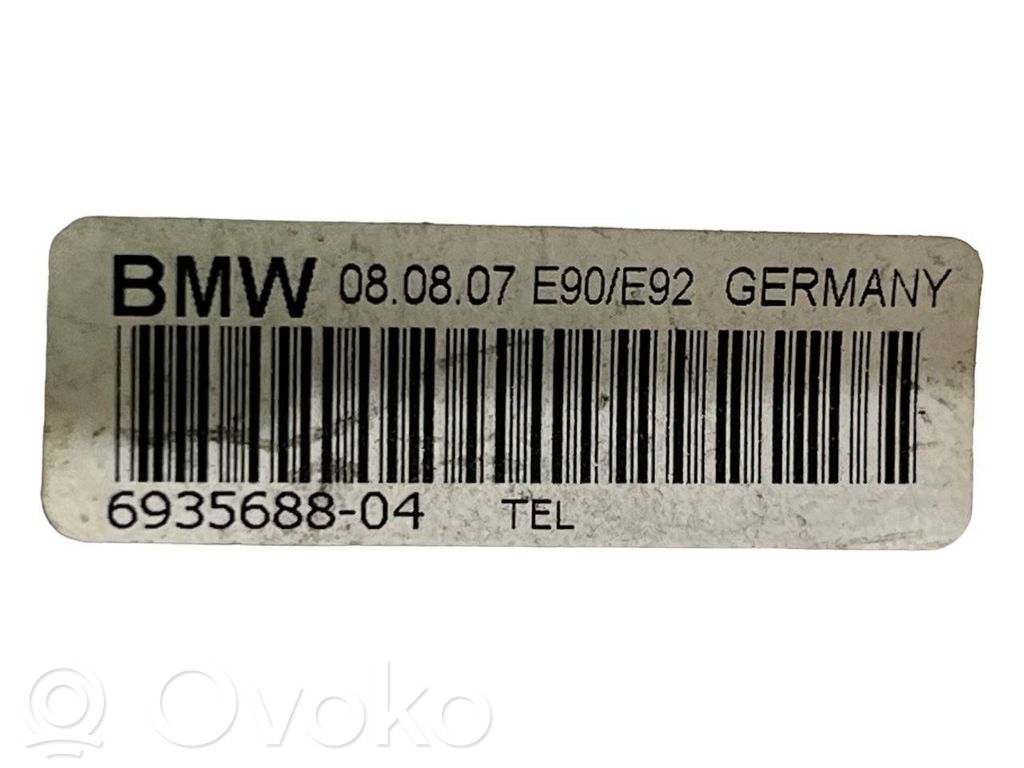 BMW 08.08.07 E90/E92 GERMANY
6935688-04 TEL
Ovoko